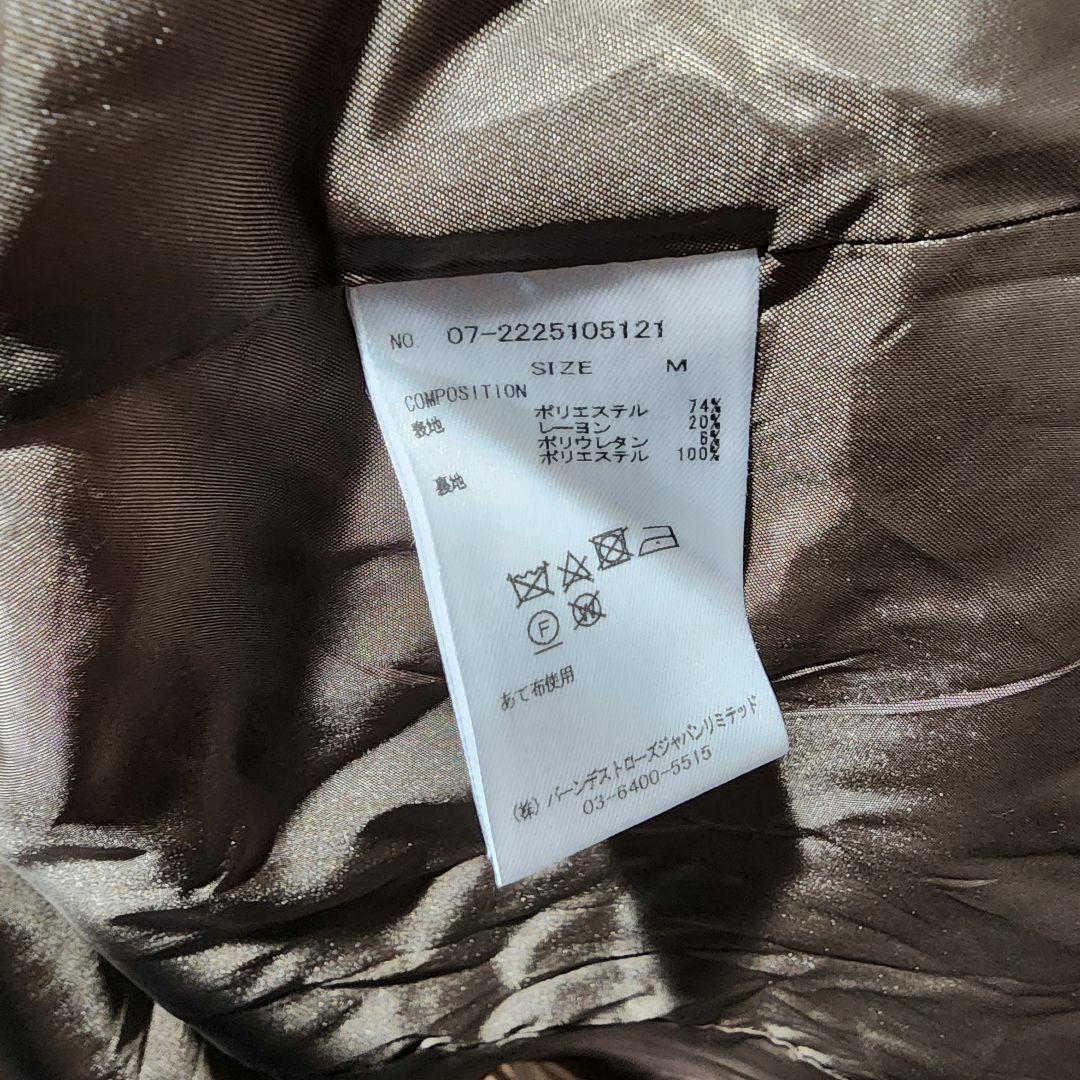 NO. 07-2225105121
SIZE M
COMPOSITION
表地 ポリエステル 74%
レーヨン 20%
ポリウレタン 6%
裏地 ポリエステル 100%
F
W
あて布使用
(株) バーンデストローズジャパンリミテッド
03-6400-5515